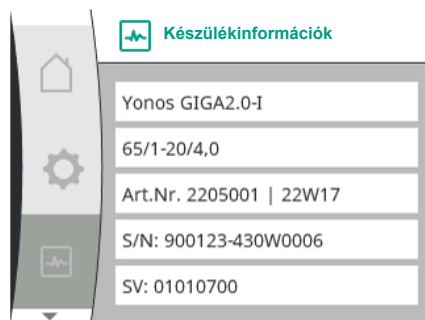 Készülékinformációk
Yonos GIGA2.0-I
65/1-20/4,0
Art.Nr. 2205001 | 22W17
S/N: 900123-430W0006
SV: 01010700